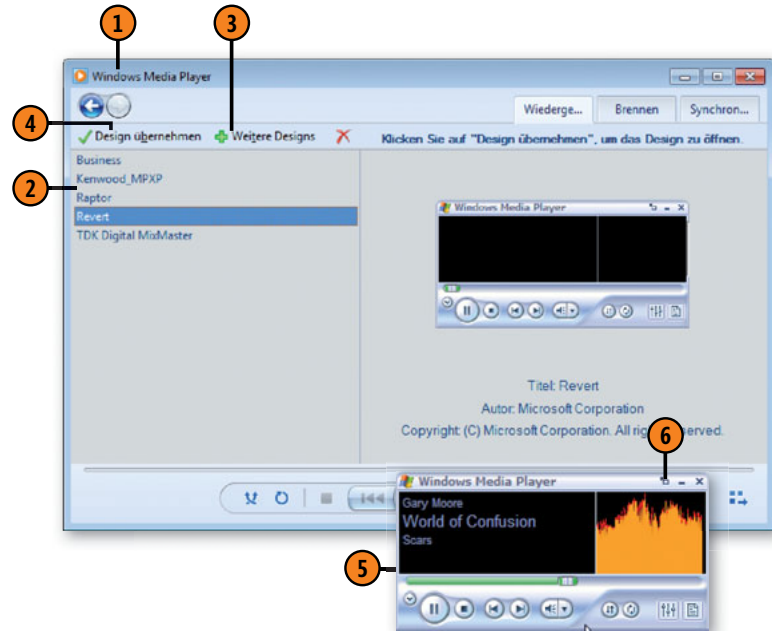 1
3
Windows Media Player
4
Wiederge...
Brennen
Synchron...
Design übernehmen
Weitere Designs
Klicken Sie auf "Design übernehmen", um das Design zu öffnen.
2
Business
Kenwood_MPXP
Raptor
Revert
TDK Digital MixMaster
Windows Media Player
Titel: Revert
Autor: Microsoft Corporation
Copyright: (C) Microsoft Corporation. All served.
6
Windows Media Player
Gary Moore
World of Confusion
Scars
5